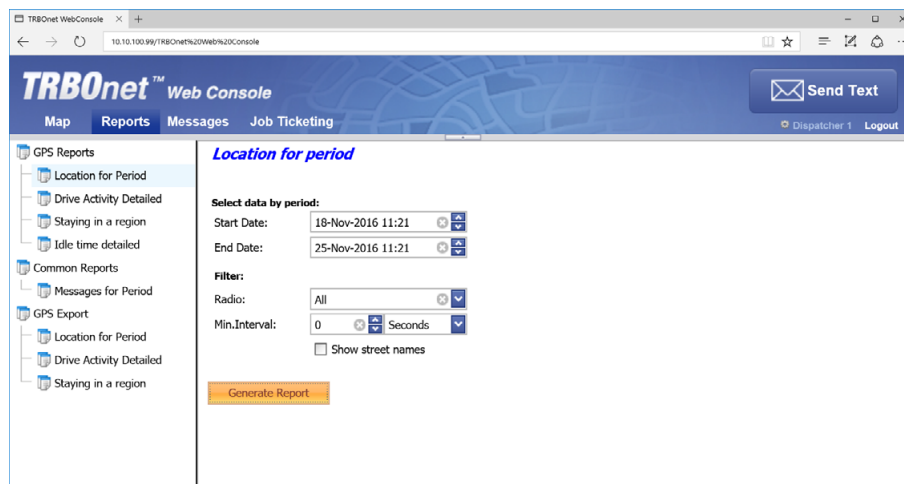 TRBOnet WebConsole
10.10.100.99/TRBOnet%20Web%20Console
TRBOnet™ Web Console
Send Text
Map Reports Messages Job Ticketing
Dispatcher 1 Logout
GPS Reports
Location for Period
Drive Activity Detailed
Staying in a region
Idle time detailed
Common Reports
Messages for Period
GPS Export
Location for Period
Drive Activity Detailed
Staying in a region
Location for period
Select data by period:
Start Date: 18-Nov-2016 11:21
End Date: 25-Nov-2016 11:21
Filter:
Radio: All
Min.Interval: 0 Seconds
Show street names
Generate Report